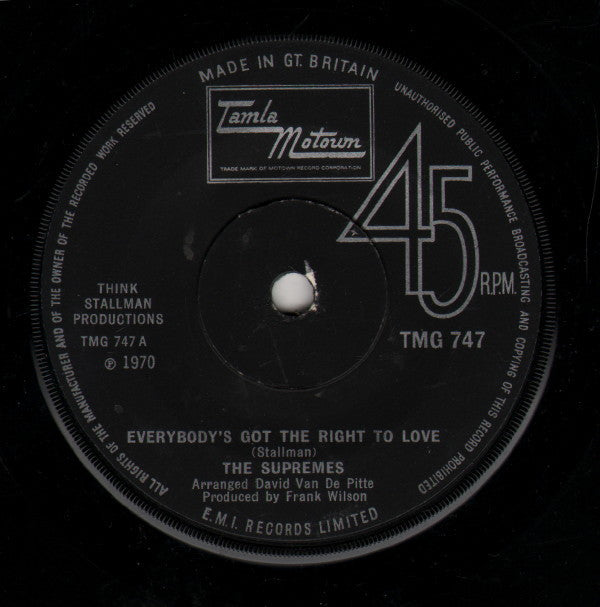 MADE IN GT. BRITAIN
UNAUTHORISED PUBLIC PERFORMANCE BROADCASTING AND COPYING OF THIS RECORD PROHIBITED
ALL RIGHTS OF THE MANUFACTURER AND OF THE OWNER OF THE RECORDED WORK RESERVED
Tamla
Motown
TRADE MARK OF MOTOWN RECORD CORPORATION
45
R.P.M.
THINK
STALLMAN
PRODUCTIONS
TMG 747 A
℗ 1970
TMG 747
EVERYBODY'S GOT THE RIGHT TO LOVE
(Stallman)
THE SUPREMES
Arranged David Van De Pitte
Produced by Frank Wilson
E.M.I. RECORDS LIMITED